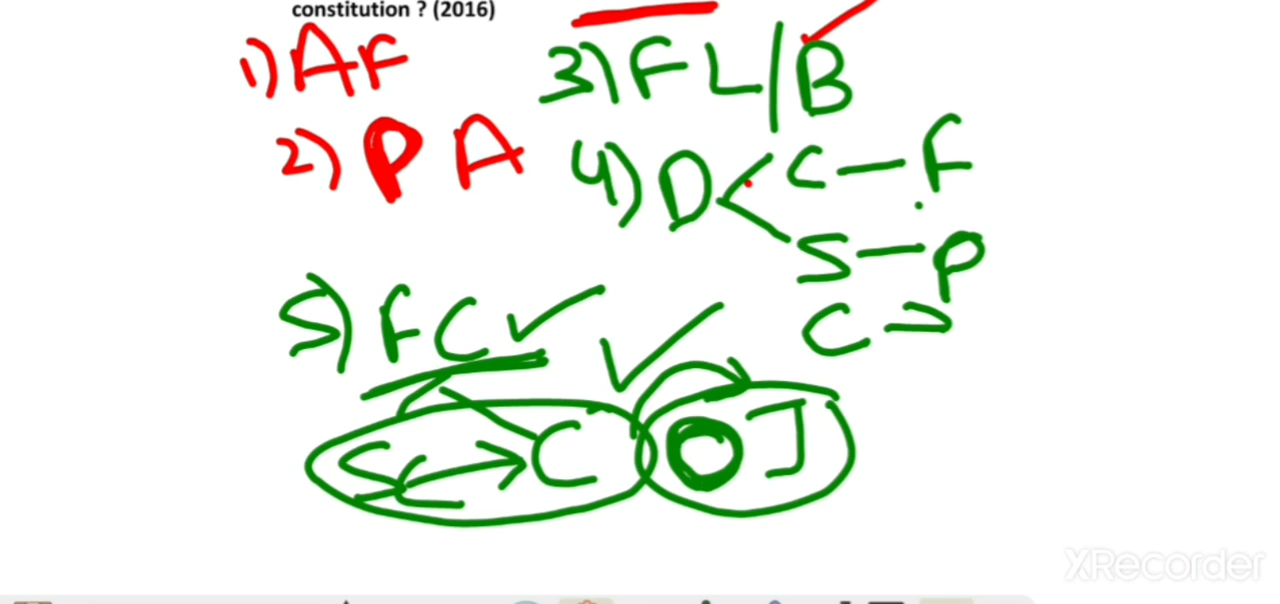 constitution ? (2016)
1) AF
2) PA
3) FL/B
4) D< C-F
S-P
C->
5) FC
C OJ
XRecorder